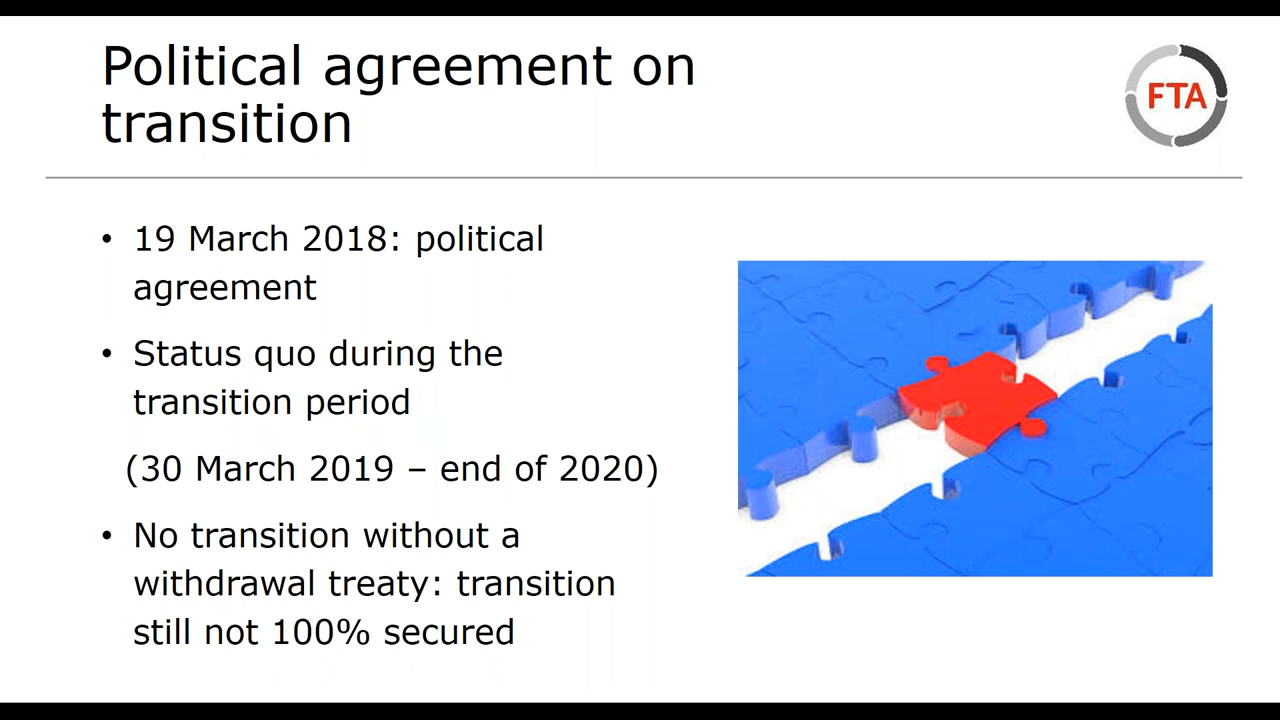 Political agreement on
transition
FTA
• 19 March 2018: political
agreement
• Status quo during the
transition period
(30 March 2019 – end of 2020)
• No transition without a
withdrawal treaty: transition
still not 100% secured